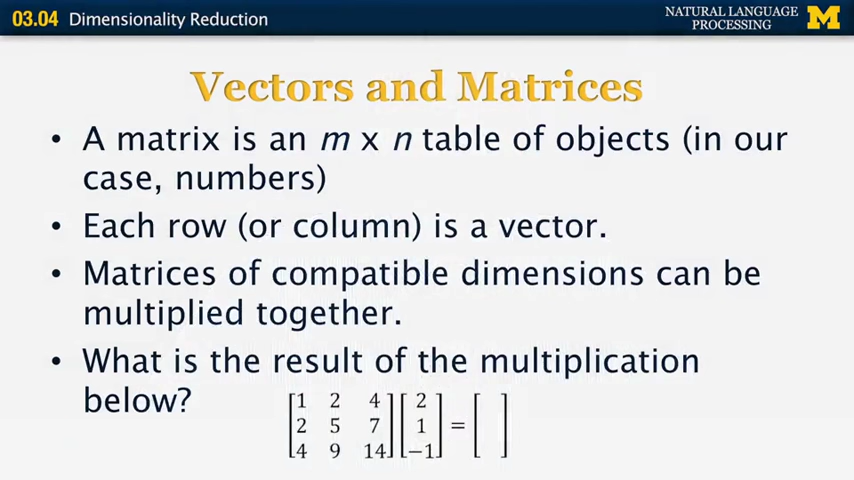 03.04 Dimensionality Reduction
NATURAL LANGUAGE
PROCESSING
M
Vectors and Matrices
• A matrix is an m x n table of objects (in our
case, numbers)
• Each row (or column) is a vector.
• Matrices of compatible dimensions can be
multiplied together.
• What is the result of the multiplication
below?
[1 2 4] [2] = [ ]
[2 5 7] [1]
[4 9 14] [−1]